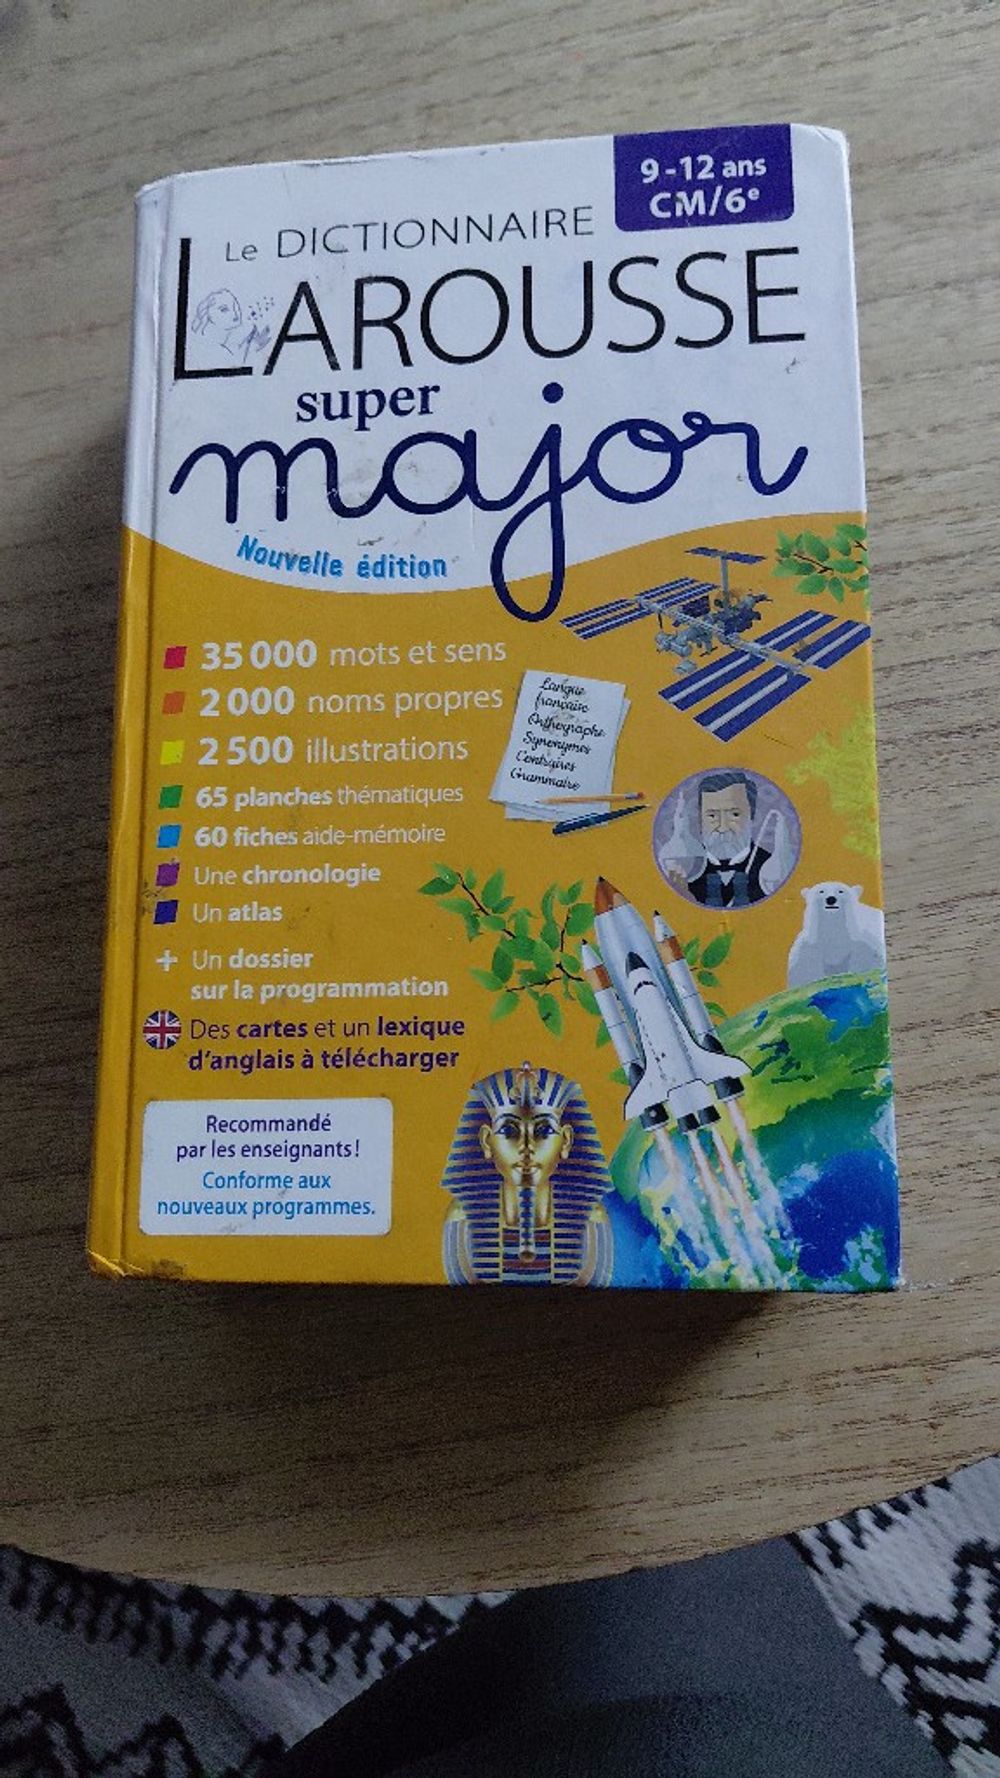 9-12 ans
CM/6e
Le DICTIONNAIRE
LAROUSSE
super
major
Nouvelle édition
35 000 mots et sens
2 000 noms propres
2 500 illustrations
65 planches thématiques
60 fiches aide-mémoire
Une chronologie
Un atlas
+ Un dossier
sur la programmation
Des cartes et un lexique
d'anglais à télécharger
Langue
française
Orthographe
Synonymes
Contraires
Grammaire
Recommandé
par les enseignants!
Conforme aux
nouveaux programmes.